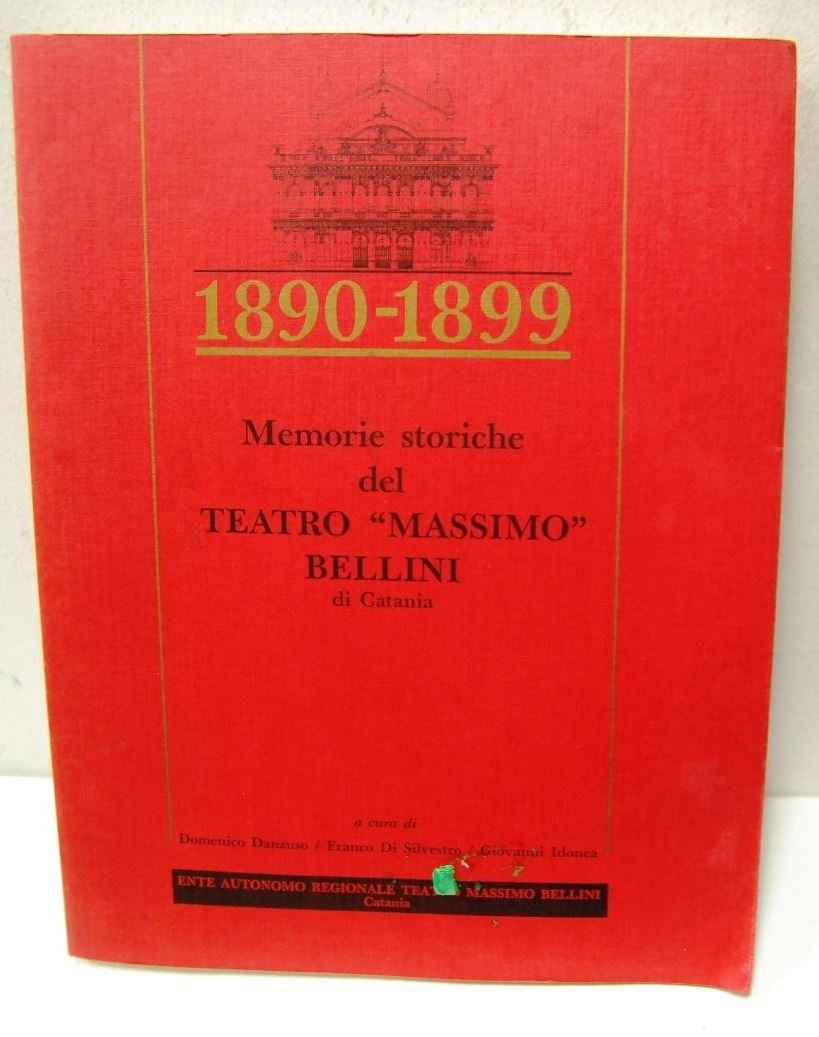 1890-1899
Memorie storiche
del
TEATRO “MASSIMO”
BELLINI
di Catania
a cura di
Domenico Danzuso / Franco Di Silvestro / Giovanni Idonea
ENTE AUTONOMO REGIONALE TEATRO MASSIMO BELLINI
Catania